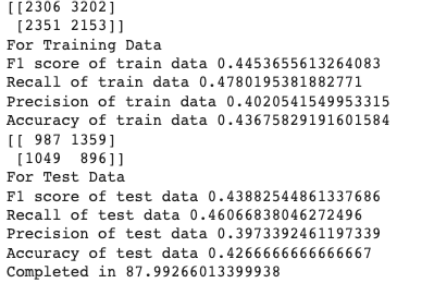 [[2306 3202]
[2351 2153]]
For Training Data
F1 score of train data 0.4453655613264083
Recall of train data 0.4780195381882771
Precision of train data 0.4020541549953315
Accuracy of train data 0.43675829191601584
[[ 987 1359]
[1049  896]]
For Test Data
F1 score of test data 0.43882544861337686
Recall of test data 0.46066838046272496
Precision of test data 0.3973392461197339
Accuracy of test data 0.4266666666666667
Completed in 87.99266013399938